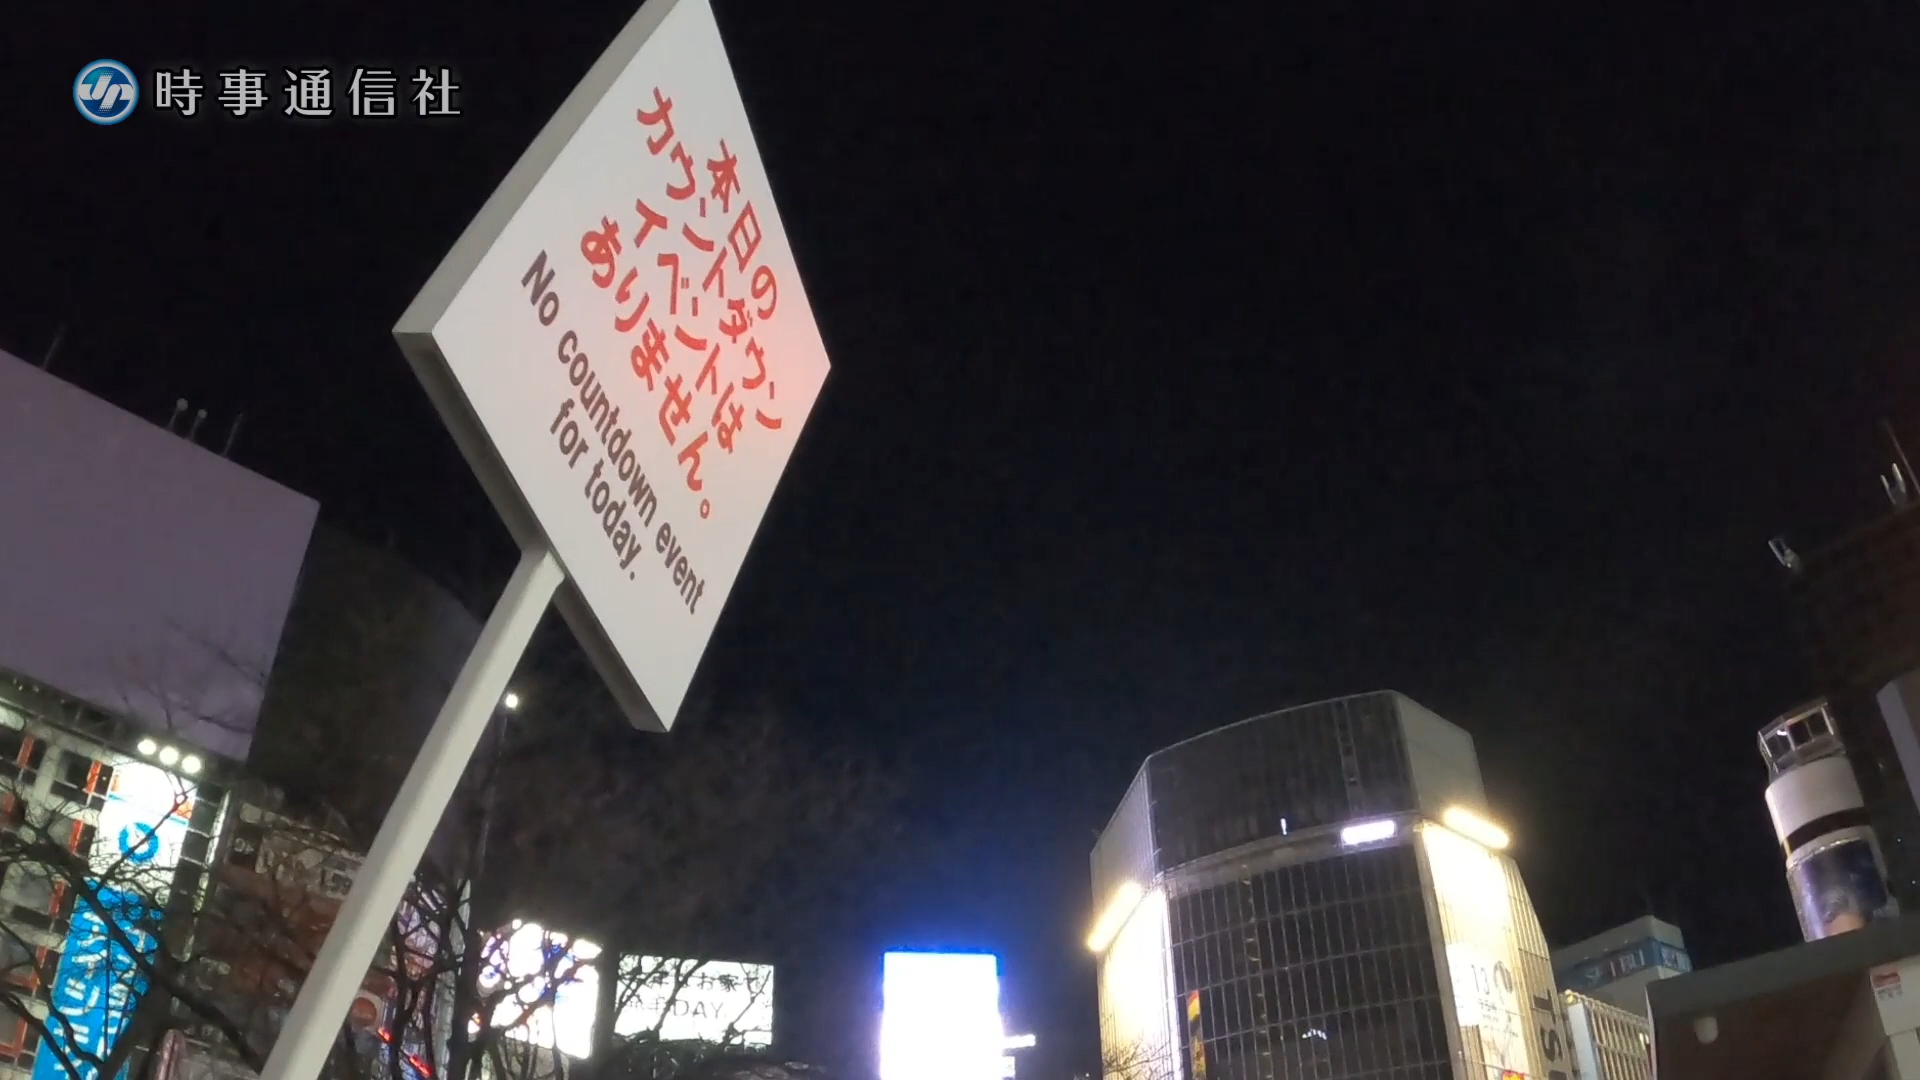 時事通信社
本日の
カウントダウン
イベントは
ありません。
No countdown event
for today.
DAY